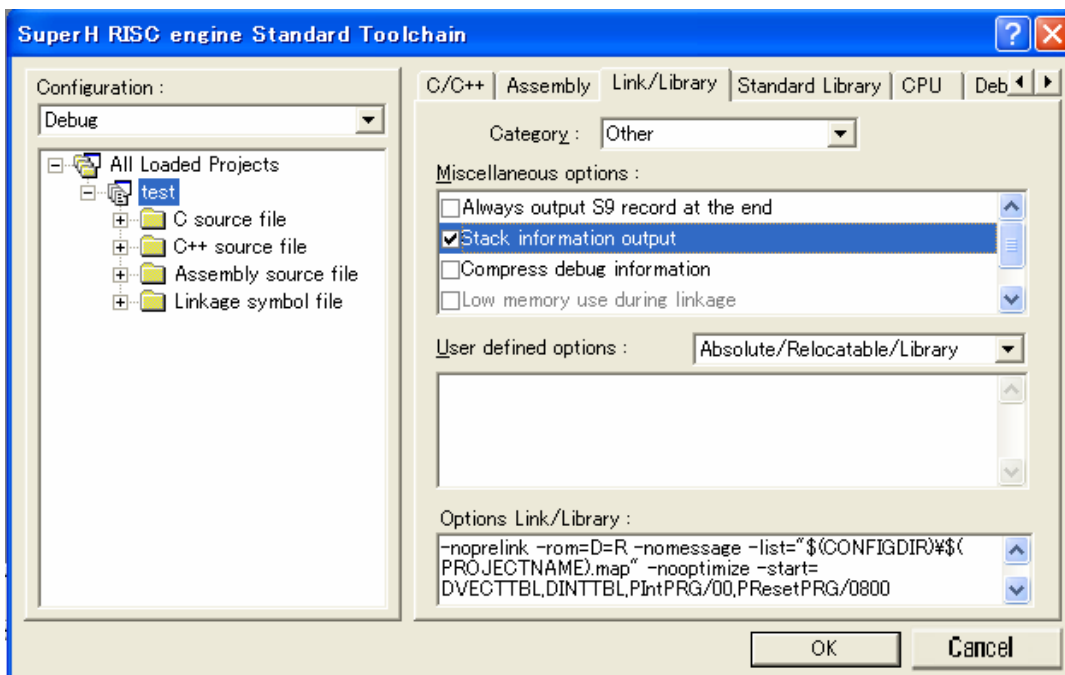 SuperH RISC engine Standard Toolchain
Configuration :
Debug
All Loaded Projects
test
C source file
C++ source file
Assembly source file
Linkage symbol file
C/C++ Assembly Link/Library Standard Library CPU Deb
Category : Other
Miscellaneous options :
Always output S9 record at the end
Stack information output
Compress debug information
Low memory use during linkage
User defined options : Absolute/Relocatable/Library
Options Link/Library :
-noprelink -rom=D=R -nomessage -list="$(CONFIGDIR)¥$(
PROJECTNAME).map" -nooptimize -start=
DVECTTBL,DINTTBL,PIntPRG/00,PResetPRG/0800
OK Cancel